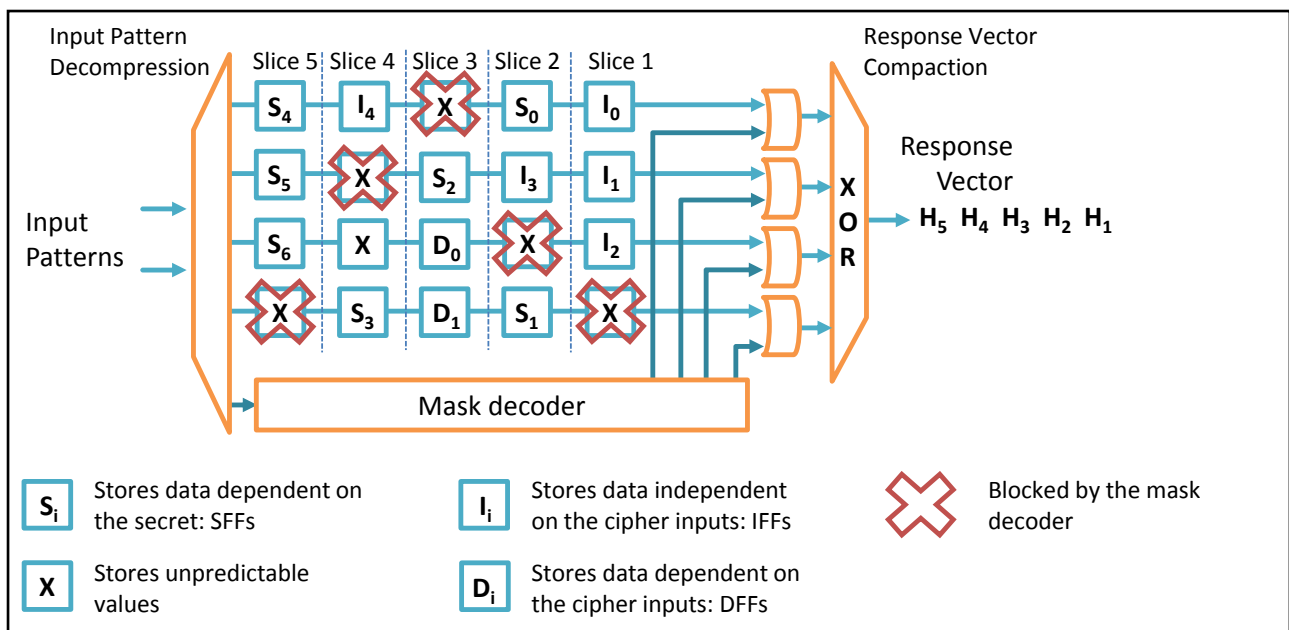 Input Pattern
Decompression
Slice 5 Slice 4 Slice 3 Slice 2 Slice 1
Response Vector
Compaction
S4 I4 X S0 I0
S5 X S2 I3 I1
S6 X D0 X I2
X S3 D1 S1 X
Input
Patterns
X
O
R
Response
Vector
H5 H4 H3 H2 H1
Mask decoder
Si
Stores data dependent on
the secret: SFFs
Ii
Stores data independent
on the cipher inputs: IFFs
Blocked by the mask
decoder
X
Stores unpredictable
values
Di
Stores data dependent on
the cipher inputs: DFFs